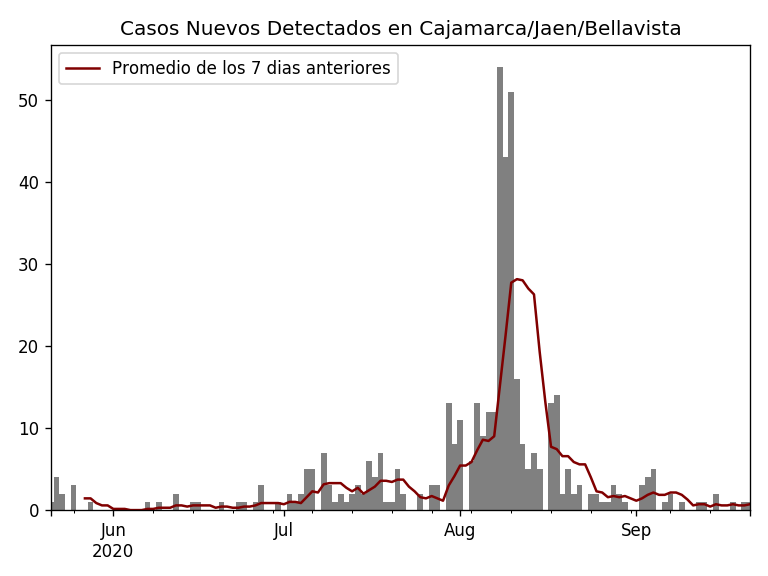 Casos Nuevos Detectados en Cajamarca/Jaen/Bellavista
Promedio de los 7 dias anteriores
50
40
30
20
10
0
Jun Jul Aug Sep
2020